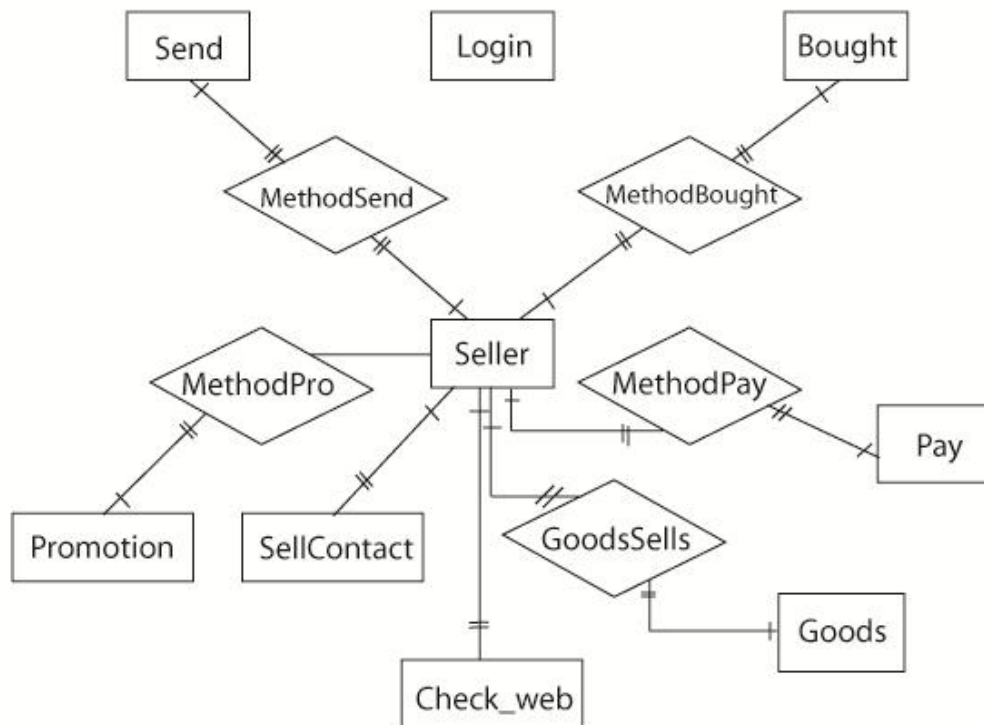 Send
Login
Bought
MethodSend
MethodBought
Seller
MethodPro
MethodPay
Pay
Promotion
SellContact
GoodsSells
Goods
Check_web